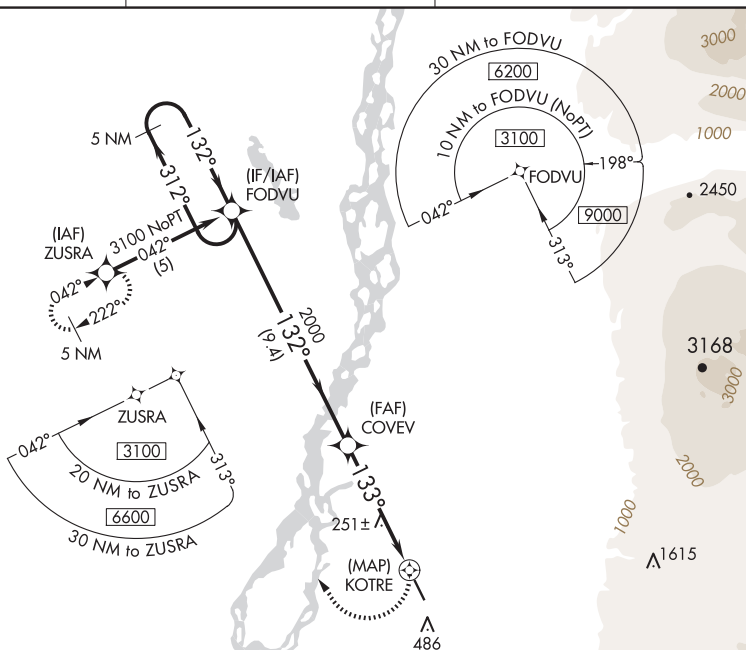 3000
2000
1000
30 NM to FODVU
6200
10 NM to FODVU (NoPT)
3100
FODVU
198°
042°
9000
313°
2450
5 NM
132°
312°
(IF/IAF)
FODVU
3100 NoPT
042°
(5)
(IAF)
ZUSRA
042°
222°
5 NM
2000
132°
(9.4)
3168
3000
2000
1000
ZUSRA
042°
313°
3100
20 NM to ZUSRA
6600
30 NM to ZUSRA
(FAF)
COVEV
133°
251±
(MAP)
KOTRE
1615
486